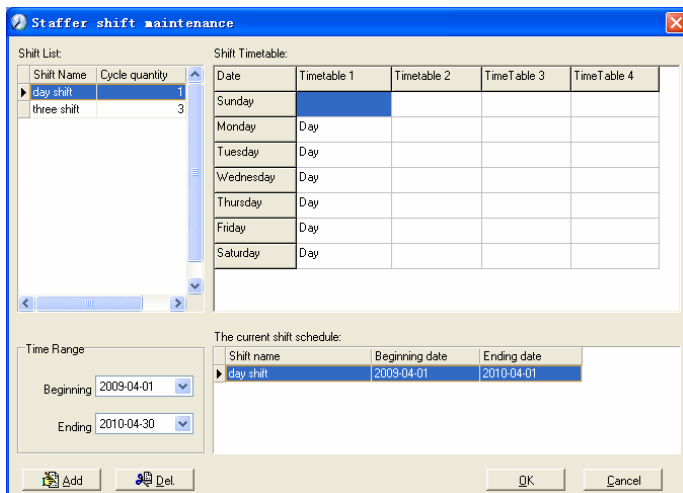 Staffer shift maintenance
Shift List:
Shift Name Cycle quantity
day shift 1
three shift 3
Shift Timetable:
Date Timetable 1 Timetable 2 TimeTable 3 TimeTable 4
Sunday
Monday Day
Tuesday Day
Wednesday Day
Thursday Day
Friday Day
Saturday Day
Time Range
Beginning 2009-04-01
Ending 2010-04-30
The current shift schedule:
Shift name Beginning date Ending date
day shift 2009-04-01 2010-04-01
Add Del. OK Cancel